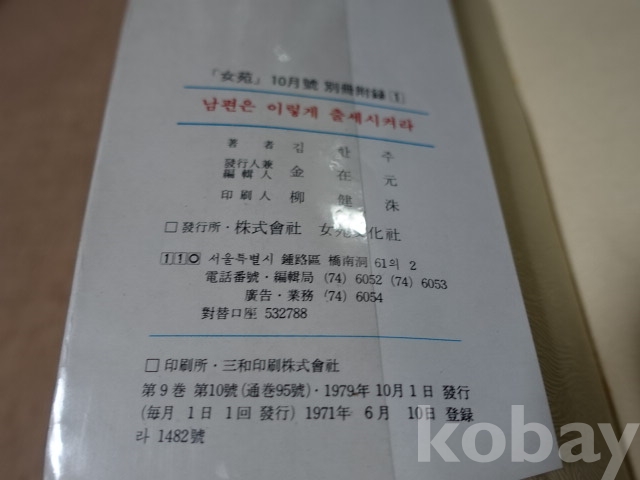 「女苑」 10月號 別冊附錄 [1]
남편은 이렇게 출세시켜라
著 者 김 한 주
發行人兼
編輯人 金 在 元
印刷人 柳 健 洙
□ 發行所·株式會社 女苑文化社
110 서울특별시 鍾路區 橋南洞 61의 2
電話番號·編輯局 (74) 6052 (74) 6053
廣告·業務 (74) 6054
對替口座 532788
□ 印刷所·三和印刷株式會社
第9巻 第10號(通巻95號)·1979年 10月1日 發行
(毎月 1日 1回 發行) 1971年 6月 10日 登録
라 1482號
kobay